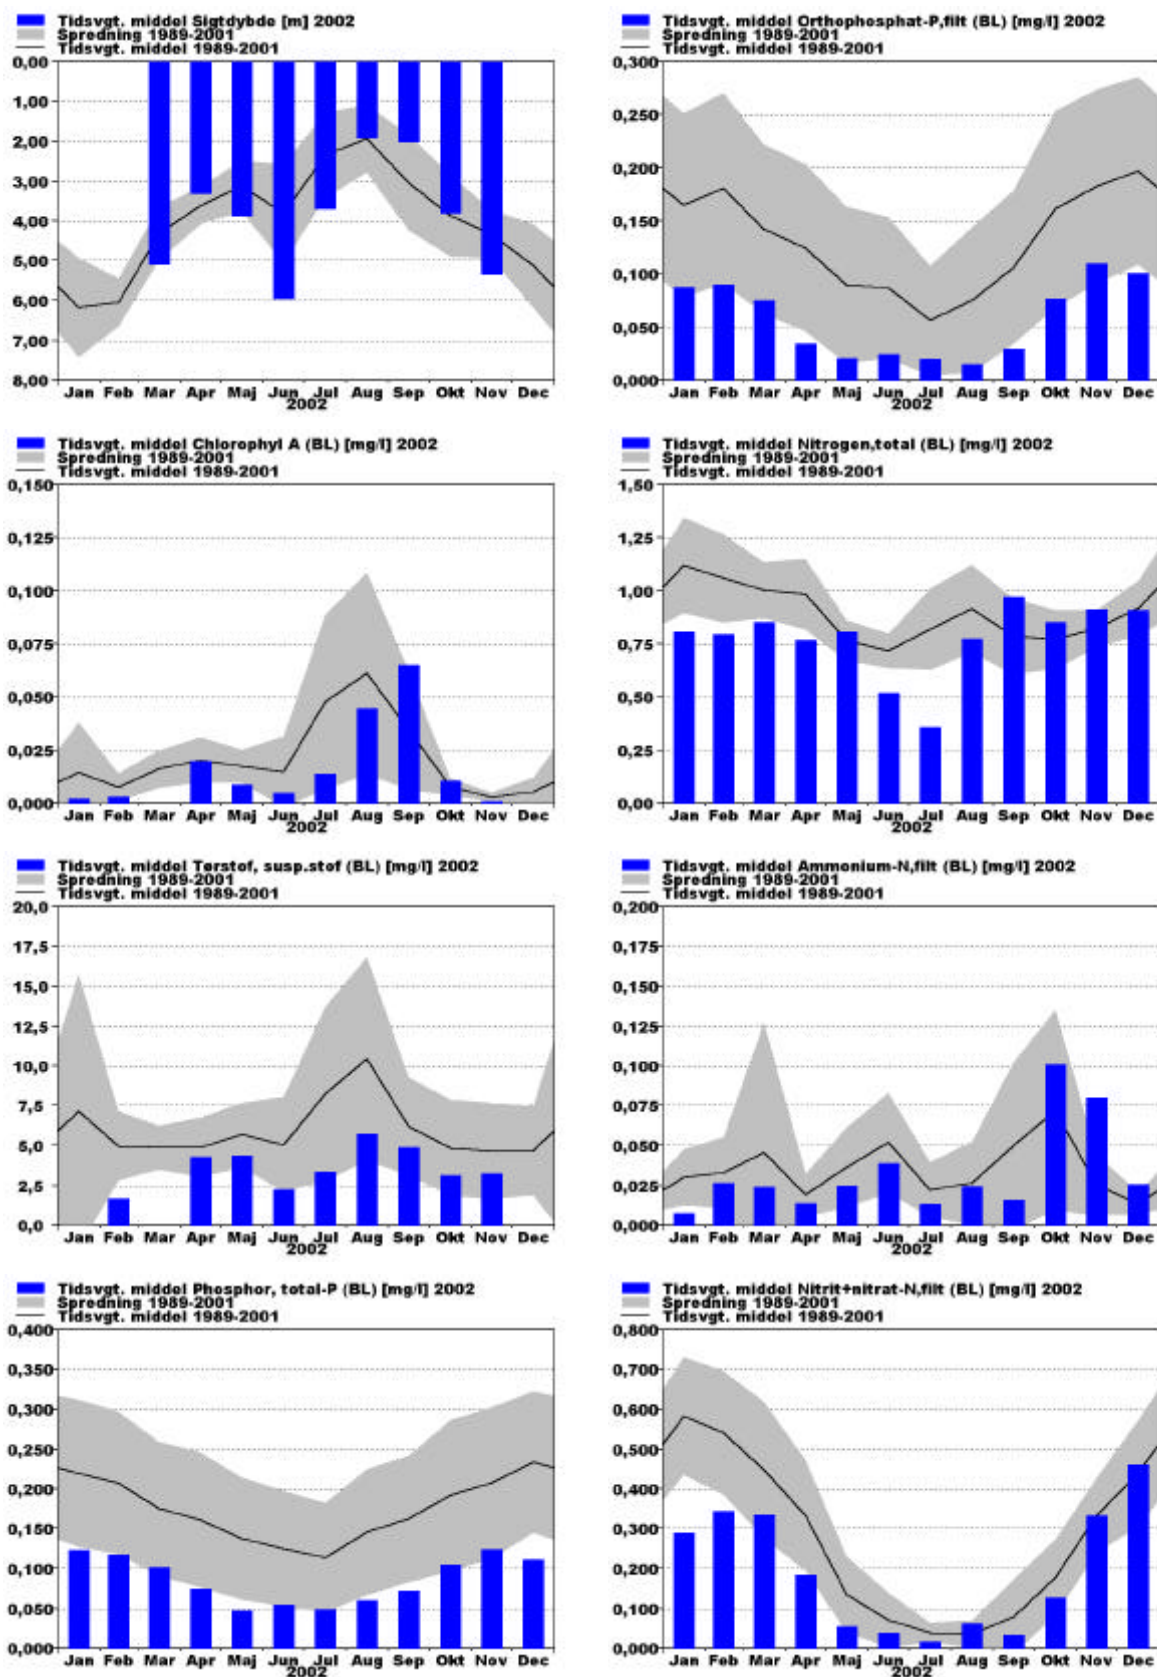 Tidsvgt. middel Sigtdybde [m] 2002
Spredning 1989-2001
Tidsvgt. middel 1989-2001
0,00
1,00
2,00
3,00
4,00
5,00
6,00
7,00
8,00
Jan Feb Mar Apr Maj Jun Jul Aug Sep Okt Nov Dec
2002
Tidsvgt. middel Orthophosphat-P,filt (BL) [mg/l] 2002
Spredning 1989-2001
Tidsvgt. middel 1989-2001
0,300
0,250
0,200
0,150
0,100
0,050
0,000
Jan Feb Mar Apr Maj Jun Jul Aug Sep Okt Nov Dec
2002
Tidsvgt. middel Chlorophyl A (BL) [mg/l] 2002
Spredning 1989-2001
Tidsvgt. middel 1989-2001
0,150
0,125
0,100
0,075
0,050
0,025
0,000
Jan Feb Mar Apr Maj Jun Jul Aug Sep Okt Nov Dec
2002
Tidsvgt. middel Nitrogen,total (BL) [mg/l] 2002
Spredning 1989-2001
Tidsvgt. middel 1989-2001
1,50
1,25
1,00
0,75
0,50
0,25
0,00
Jan Feb Mar Apr Maj Jun Jul Aug Sep Okt Nov Dec
2002
Tidsvgt. middel Tørstof, susp.stof (BL) [mg/l] 2002
Spredning 1989-2001
Tidsvgt. middel 1989-2001
20,0
17,5
15,0
12,5
10,0
7,5
5,0
2,5
0,0
Jan Feb Mar Apr Maj Jun Jul Aug Sep Okt Nov Dec
2002
Tidsvgt. middel Ammonium-N,filt (BL) [mg/l] 2002
Spredning 1989-2001
Tidsvgt. middel 1989-2001
0,200
0,175
0,150
0,125
0,100
0,075
0,050
0,025
0,000
Jan Feb Mar Apr Maj Jun Jul Aug Sep Okt Nov Dec
2002
Tidsvgt. middel Phosphor, total-P (BL) [mg/l] 2002
Spredning 1989-2001
Tidsvgt. middel 1989-2001
0,400
0,350
0,300
0,250
0,200
0,150
0,100
0,050
0,000
Jan Feb Mar Apr Maj Jun Jul Aug Sep Okt Nov Dec
2002
Tidsvgt. middel Nitrit+nitrat-N,filt (BL) [mg/l] 2002
Spredning 1989-2001
Tidsvgt. middel 1989-2001
0,800
0,700
0,600
0,500
0,400
0,300
0,200
0,100
0,000
Jan Feb Mar Apr Maj Jun Jul Aug Sep Okt Nov Dec
2002